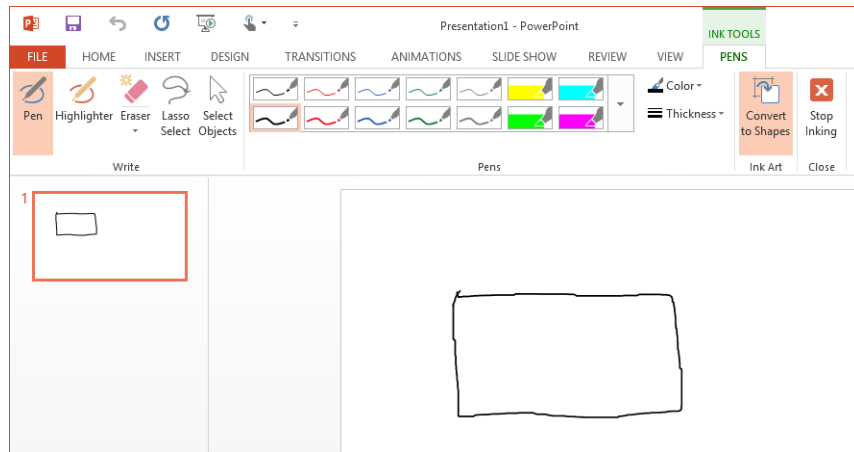 Presentation1 - PowerPoint
INK TOOLS
FILE HOME INSERT DESIGN TRANSITIONS ANIMATIONS SLIDE SHOW REVIEW VIEW PENS
Pen Highlighter Eraser Lasso Select Select Objects Color Thickness Convert to Shapes Stop Inking
Write Pens Ink Art Close
1